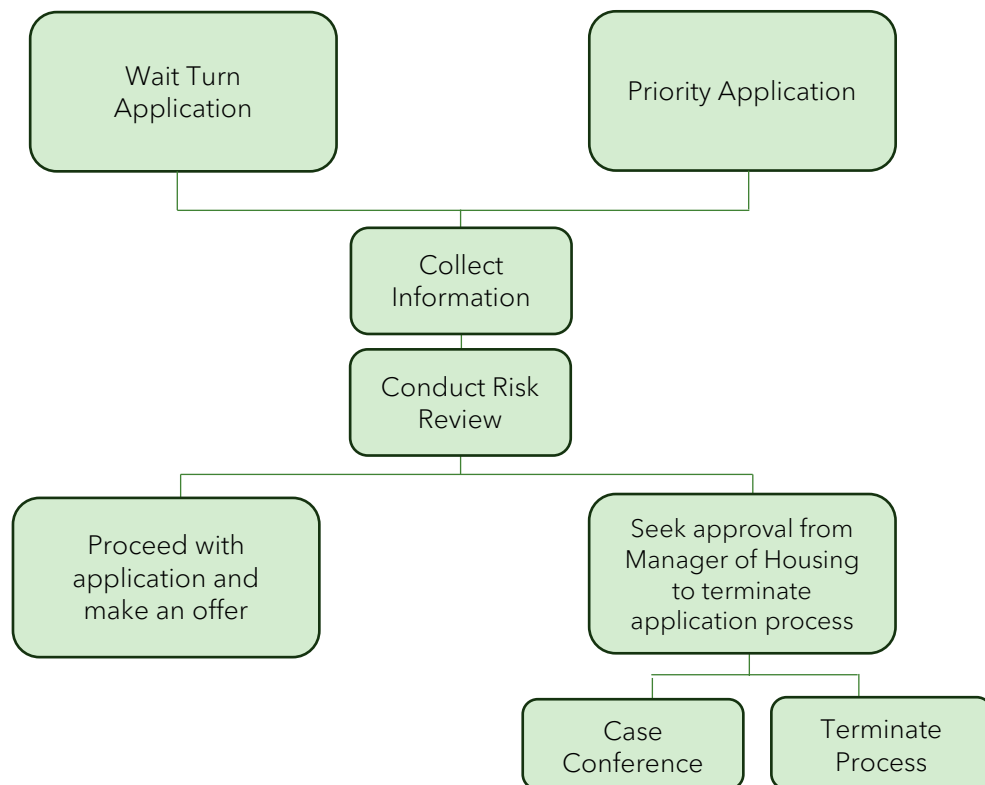 Wait Turn
Application
Priority Application
Collect
Information
Conduct Risk
Review
Proceed with
application and
make an offer
Seek approval from
Manager of Housing
to terminate
application process
Case
Conference
Terminate
Process